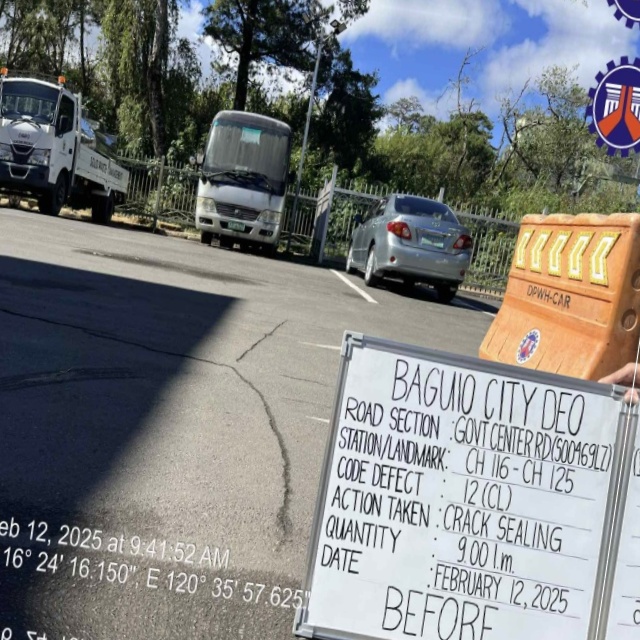 DPWH-CAR
BAGUIO CITY DEO
ROAD SECTION : GOVT CENTER RD(S00469LZ)
STATION/LANDMARK: CH 116 - CH 125
CODE DEFECT : 12 (CL)
ACTION TAKEN : CRACK SEALING
QUANTITY : 9.00 l.m.
DATE : FEBRUARY 12, 2025
BEFORE
eb 12, 2025 at 9:41:52 AM
16° 24' 16.150", E 120° 35' 57.625"